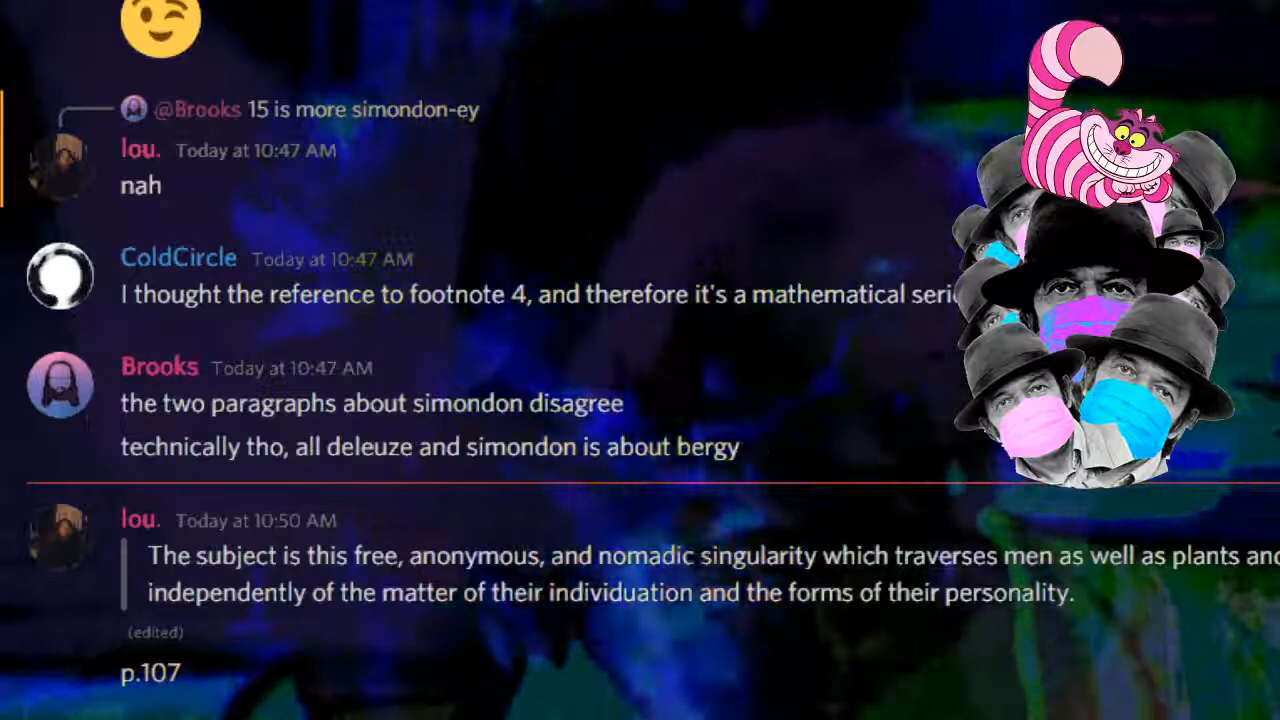 @Brooks 15 is more simondon-ey
lou. Today at 10:47 AM
nah
ColdCircle Today at 10:47 AM
I thought the reference to footnote 4, and therefore it's a mathematical
Brooks Today at 10:47 AM
the two paragraphs about simondon disagree
technically tho, all deleuze and simondon is about bergy
lou. Today at 10:50 AM
The subject is this free, anonymous, and nomadic singularity which traverses men as well as plants
independently of the matter of their individuation and the forms of their personality.
(edited)
p.107